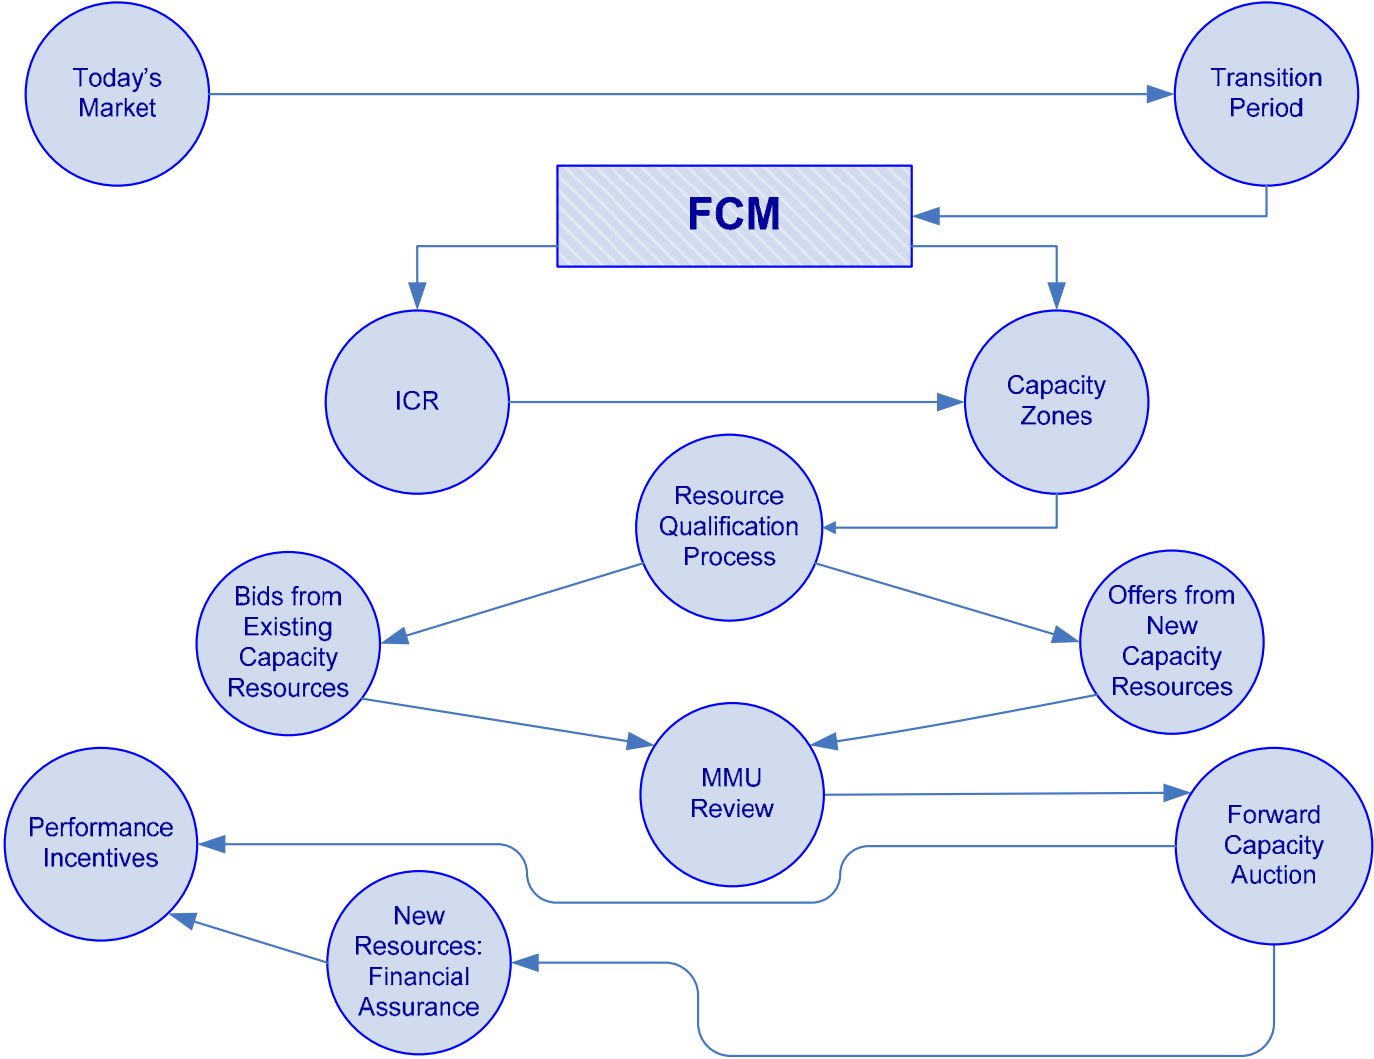 Today’s
Market
Transition
Period
FCM
ICR
Capacity
Zones
Resource
Qualification
Process
Bids from
Existing
Capacity
Resources
Offers from
New
Capacity
Resources
MMU
Review
Performance
Incentives
Forward
Capacity
Auction
New
Resources:
Financial
Assurance